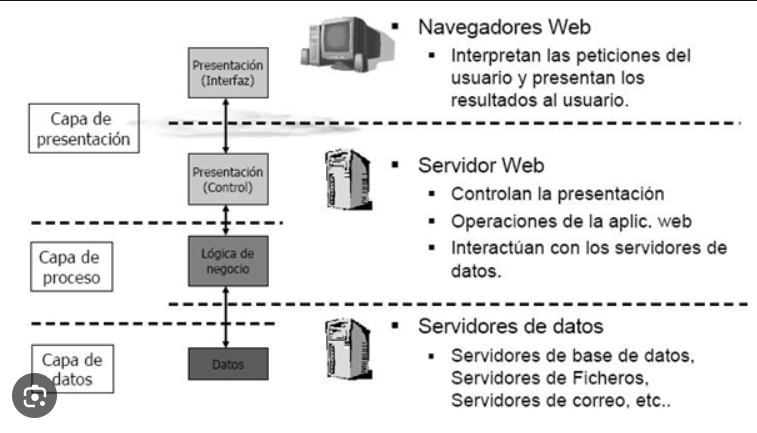 Presentación
(Interfaz)
▪ Navegadores Web
▪ Interpretan las peticiones del
usuario y presentan los
resultados al usuario.
Capa de
presentación
Presentación
(Control)
▪ Servidor Web
▪ Controlan la presentación
▪ Operaciones de la aplic. web
▪ Interactúan con los servidores de
datos.
Capa de
proceso
Lógica de
negocio
▪ Servidores de datos
▪ Servidores de base de datos,
Servidores de Ficheros,
Servidores de correo, etc..
Capa de
datos
Datos